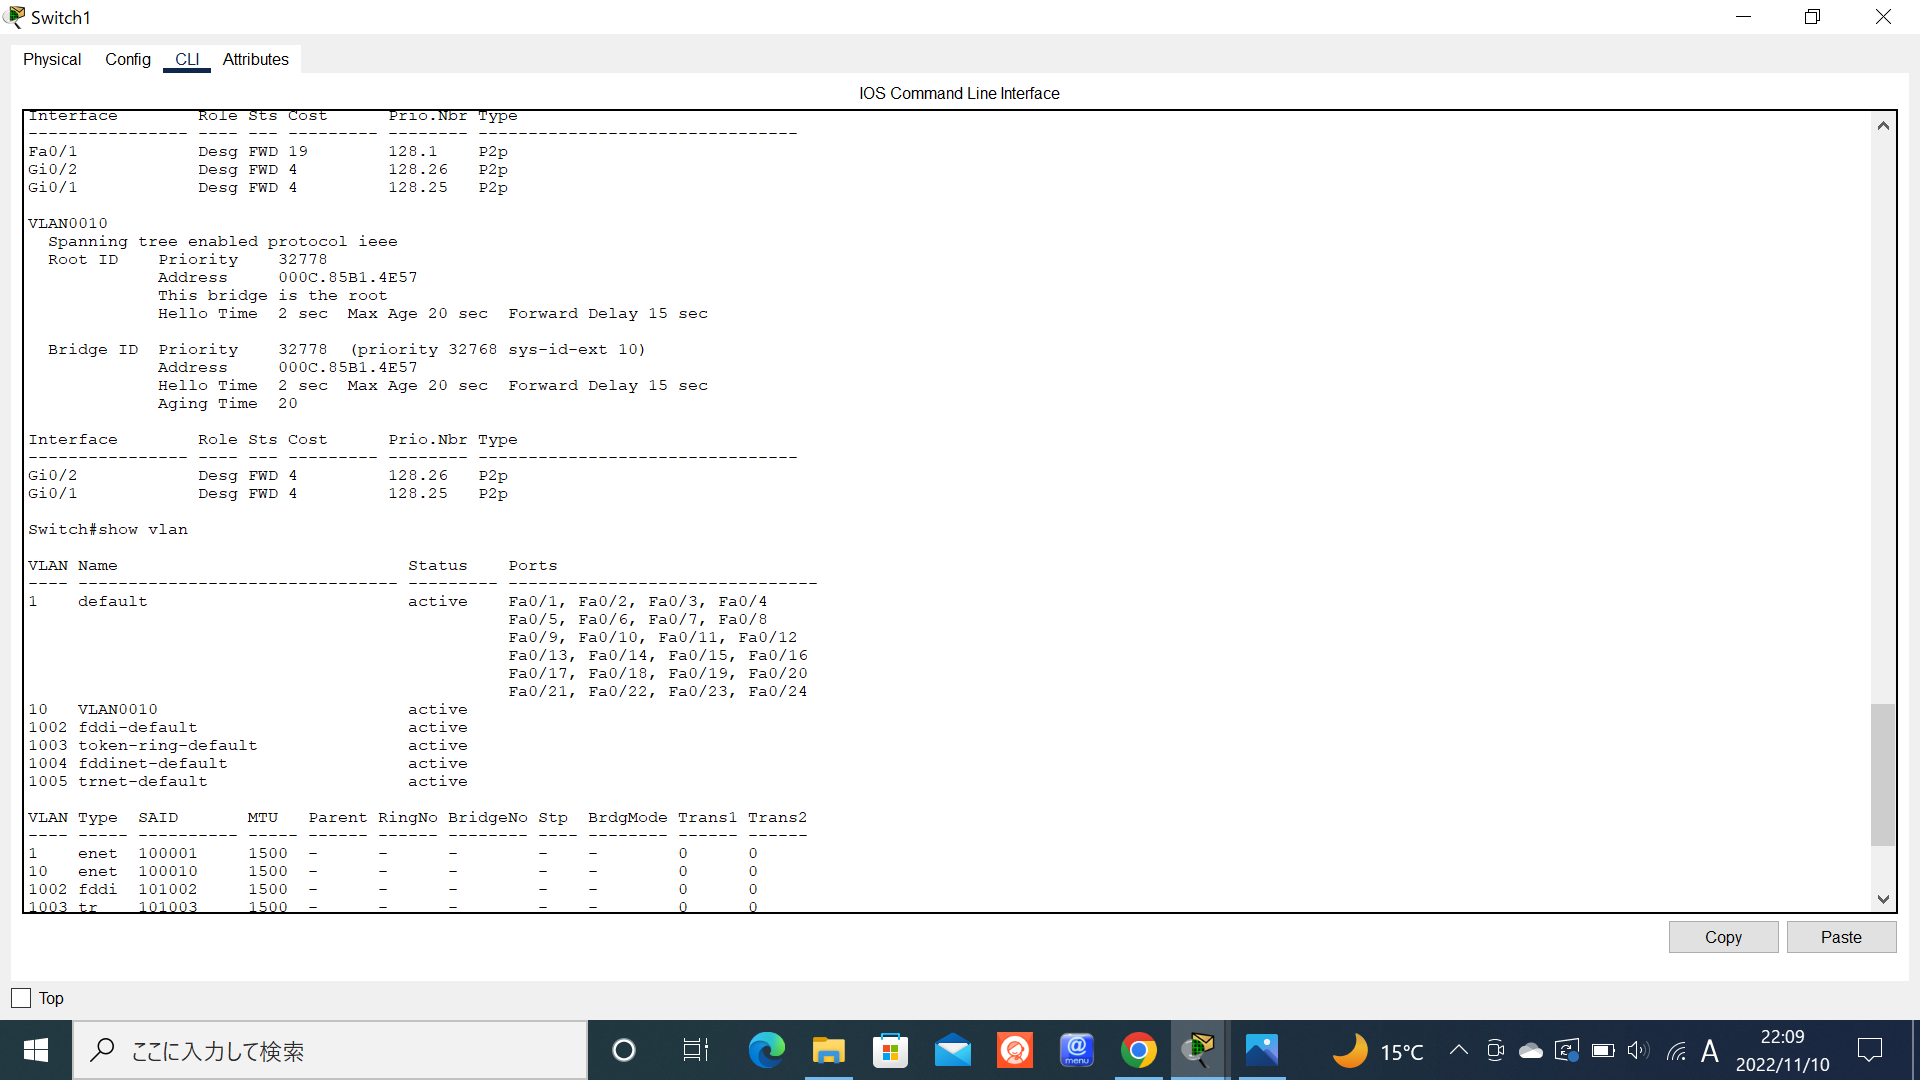 Switch1
Physical Config CLI Attributes
IOS Command Line Interface
Interface        Role Sts Cost      Prio.Nbr Type
---------------- ---- --- --------- -------- --------------------------------
Fa0/1            Desg FWD 19        128.1    P2p
Gi0/2            Desg FWD 4         128.26   P2p
Gi0/1            Desg FWD 4         128.25   P2p
VLAN0010
  Spanning tree enabled protocol ieee
  Root ID    Priority    32778
             Address     000C.85B1.4E57
             This bridge is the root
             Hello Time  2 sec  Max Age 20 sec  Forward Delay 15 sec
  Bridge ID  Priority    32778  (priority 32768 sys-id-ext 10)
             Address     000C.85B1.4E57
             Hello Time  2 sec  Max Age 20 sec  Forward Delay 15 sec
             Aging Time  20
Interface        Role Sts Cost      Prio.Nbr Type
---------------- ---- --- --------- -------- --------------------------------
Gi0/2            Desg FWD 4         128.26   P2p
Gi0/1            Desg FWD 4         128.25   P2p
Switch#show vlan
VLAN Name                             Status    Ports
---- -------------------------------- --------- -------------------------------
1    default                          active    Fa0/1, Fa0/2, Fa0/3, Fa0/4
                                                Fa0/5, Fa0/6, Fa0/7, Fa0/8
                                                Fa0/9, Fa0/10, Fa0/11, Fa0/12
                                                Fa0/13, Fa0/14, Fa0/15, Fa0/16
                                                Fa0/17, Fa0/18, Fa0/19, Fa0/20
                                                Fa0/21, Fa0/22, Fa0/23, Fa0/24
10   VLAN0010                         active
1002 fddi-default                     active
1003 token-ring-default               active
1004 fddinet-default                  active
1005 trnet-default                    active
VLAN Type  SAID       MTU   Parent RingNo BridgeNo Stp  BrdgMode Trans1 Trans2
---- ----- ---------- ----- ------ ------ -------- ---- -------- ------ ------
1    enet  100001     1500  -      -      -        -    -        0      0
10   enet  100010     1500  -      -      -        -    -        0      0
1002 fddi  101002     1500  -      -      -        -    -        0      0
1003 tr    101003     1500  -      -      -        -    -        0      0
Copy Paste
Top
ここに入力して検索
@ menu
15°C
A
22:09
2022/11/10